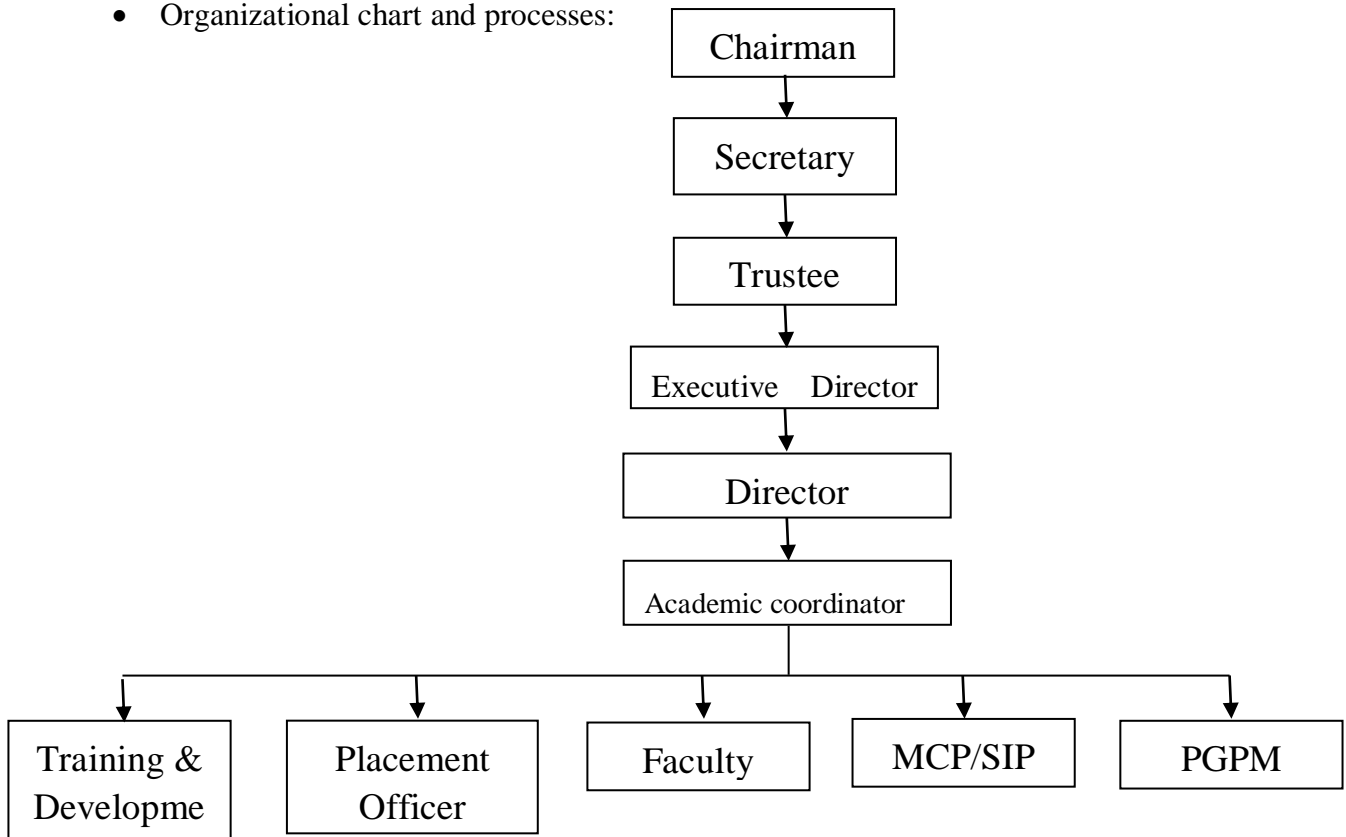 • Organizational chart and processes:
Chairman
Secretary
Trustee
Executive Director
Director
Academic coordinator
Training &
Developme
Placement
Officer
Faculty
MCP/SIP
PGPM